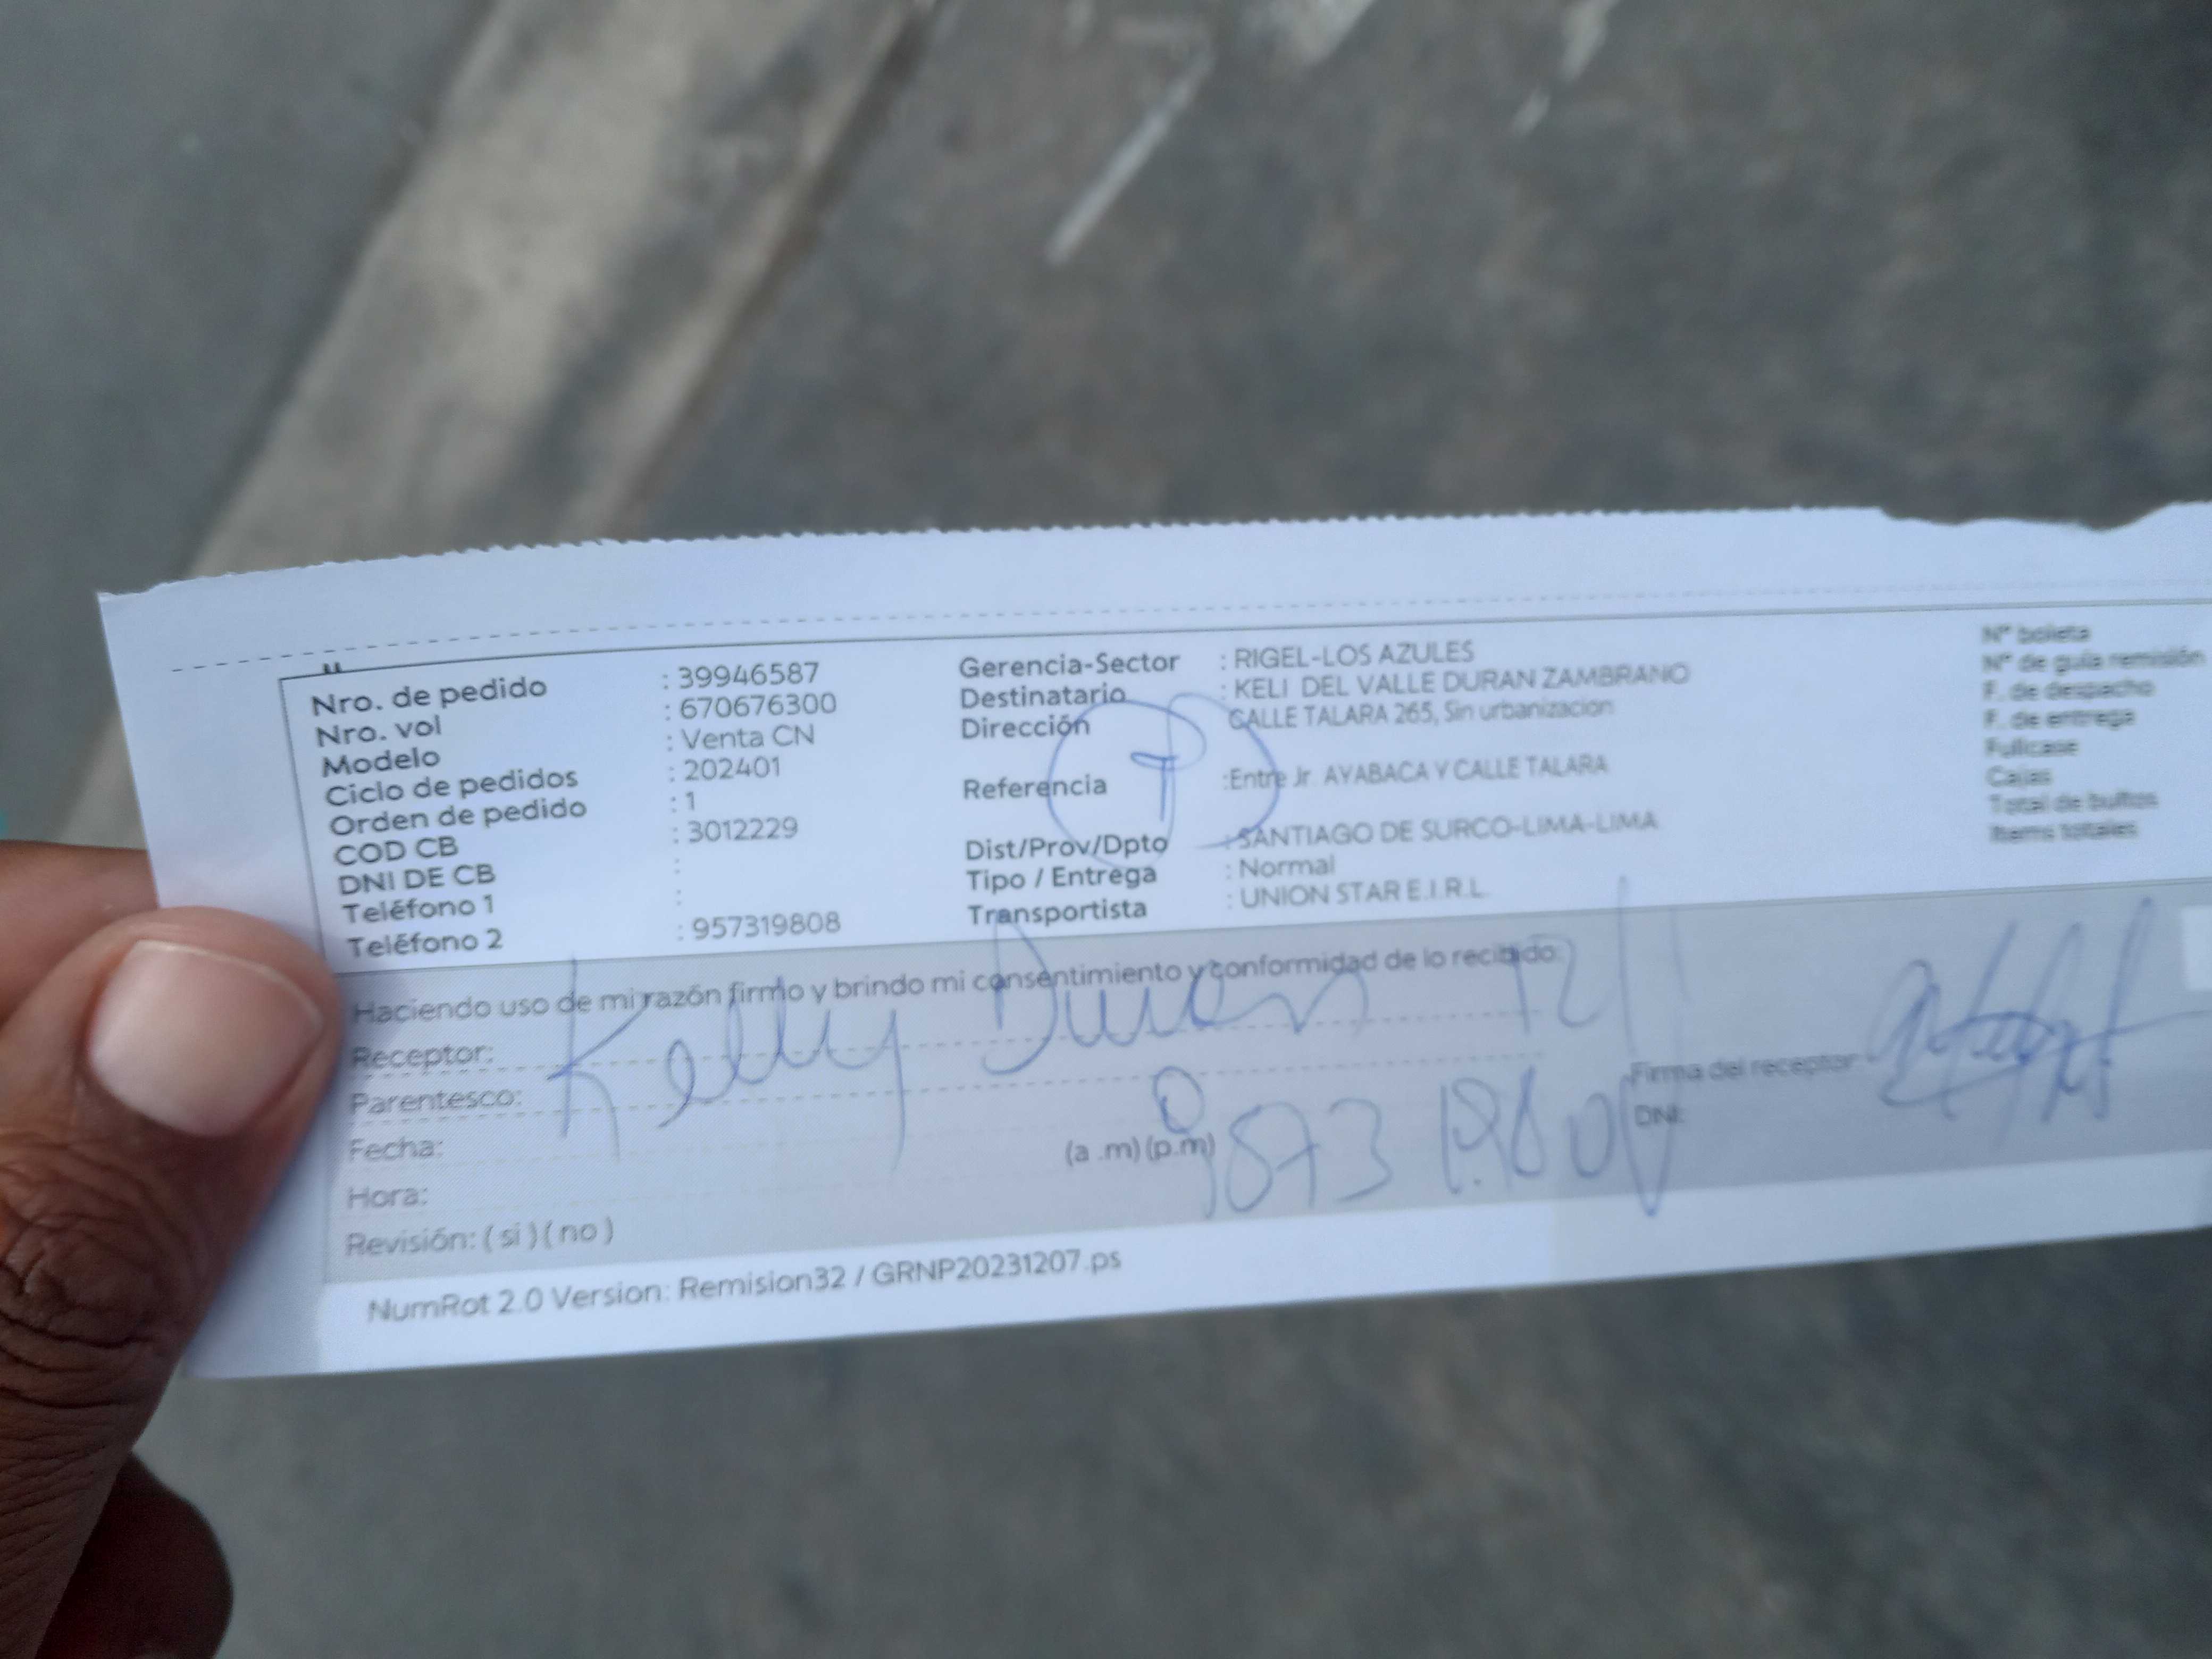 Nro. de pedido : 39946587
Nro. vol : 670676300
Modelo : Venta CN
Ciclo de pedidos : 202401
Orden de pedido : 1
COD CB : 3012229
DNI DE CB :
Teléfono 1 :
Teléfono 2 : 957319808
Gerencia-Sector : RIGEL-LOS AZULES
Destinatario : KELI DEL VALLE DURAN ZAMBRANO
Dirección : CALLE TALARA 265, Sin urbanizacion
Referencia : Entre Jr. AYABACA Y CALLE TALARA
Dist/Prov/Dpto : SANTIAGO DE SURCO-LIMA-LIMA
Tipo / Entrega : Normal
Transportista : UNION STAR E.I.R.L.
N° boleta
N° de guía remisión
F. de despacho
F. de entrega
Fullcase
Cajas
Total de bultos
Items totales
Haciendo uso de mi razón firmo y brindo mi consentimiento y conformidad de lo recibido:
Receptor: Kelly Duran
Parentesco:
Fecha:
Hora: (a .m) (p.m)
Revisión: ( si ) ( no )
Firma del receptor:
DNI:
NumRot 2.0 Version: Remision32 / GRNP20231207.ps